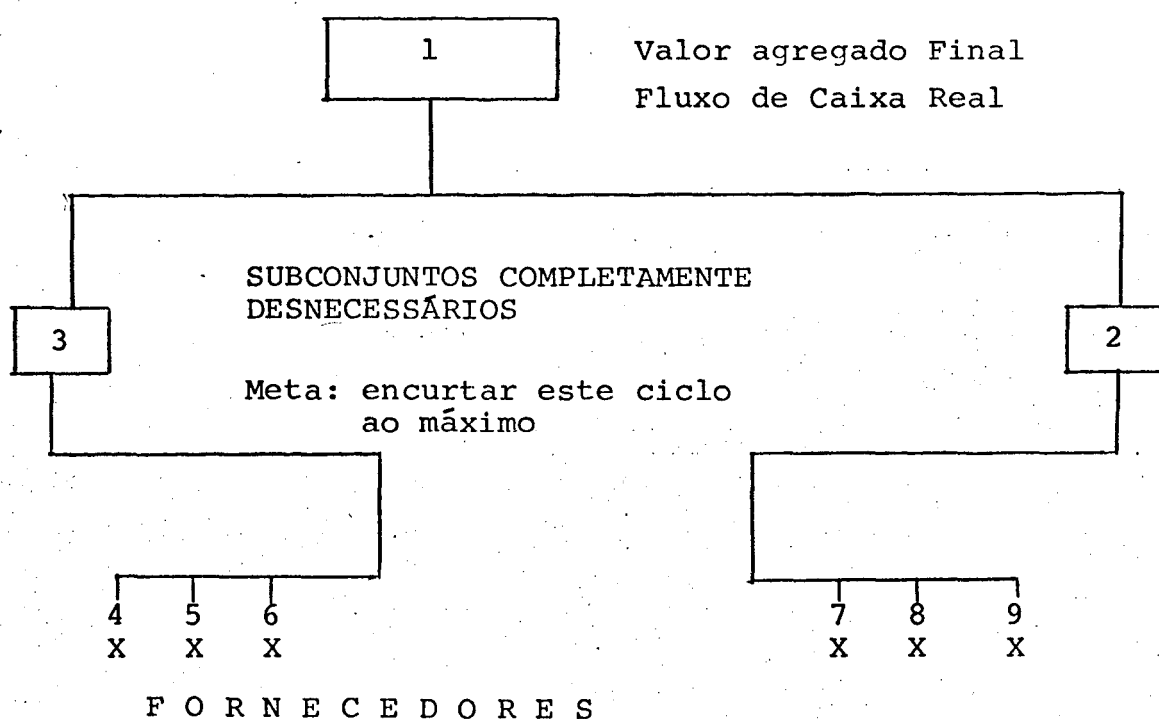 1
Valor agregado Final
Fluxo de Caixa Real
SUBCONJUNTOS COMPLETAMENTE
DESNECESSÁRIOS
3
2
Meta: encurtar este ciclo
ao máximo
4 5 6 7 8 9
X X X X X X
F O R N E C E D O R E S